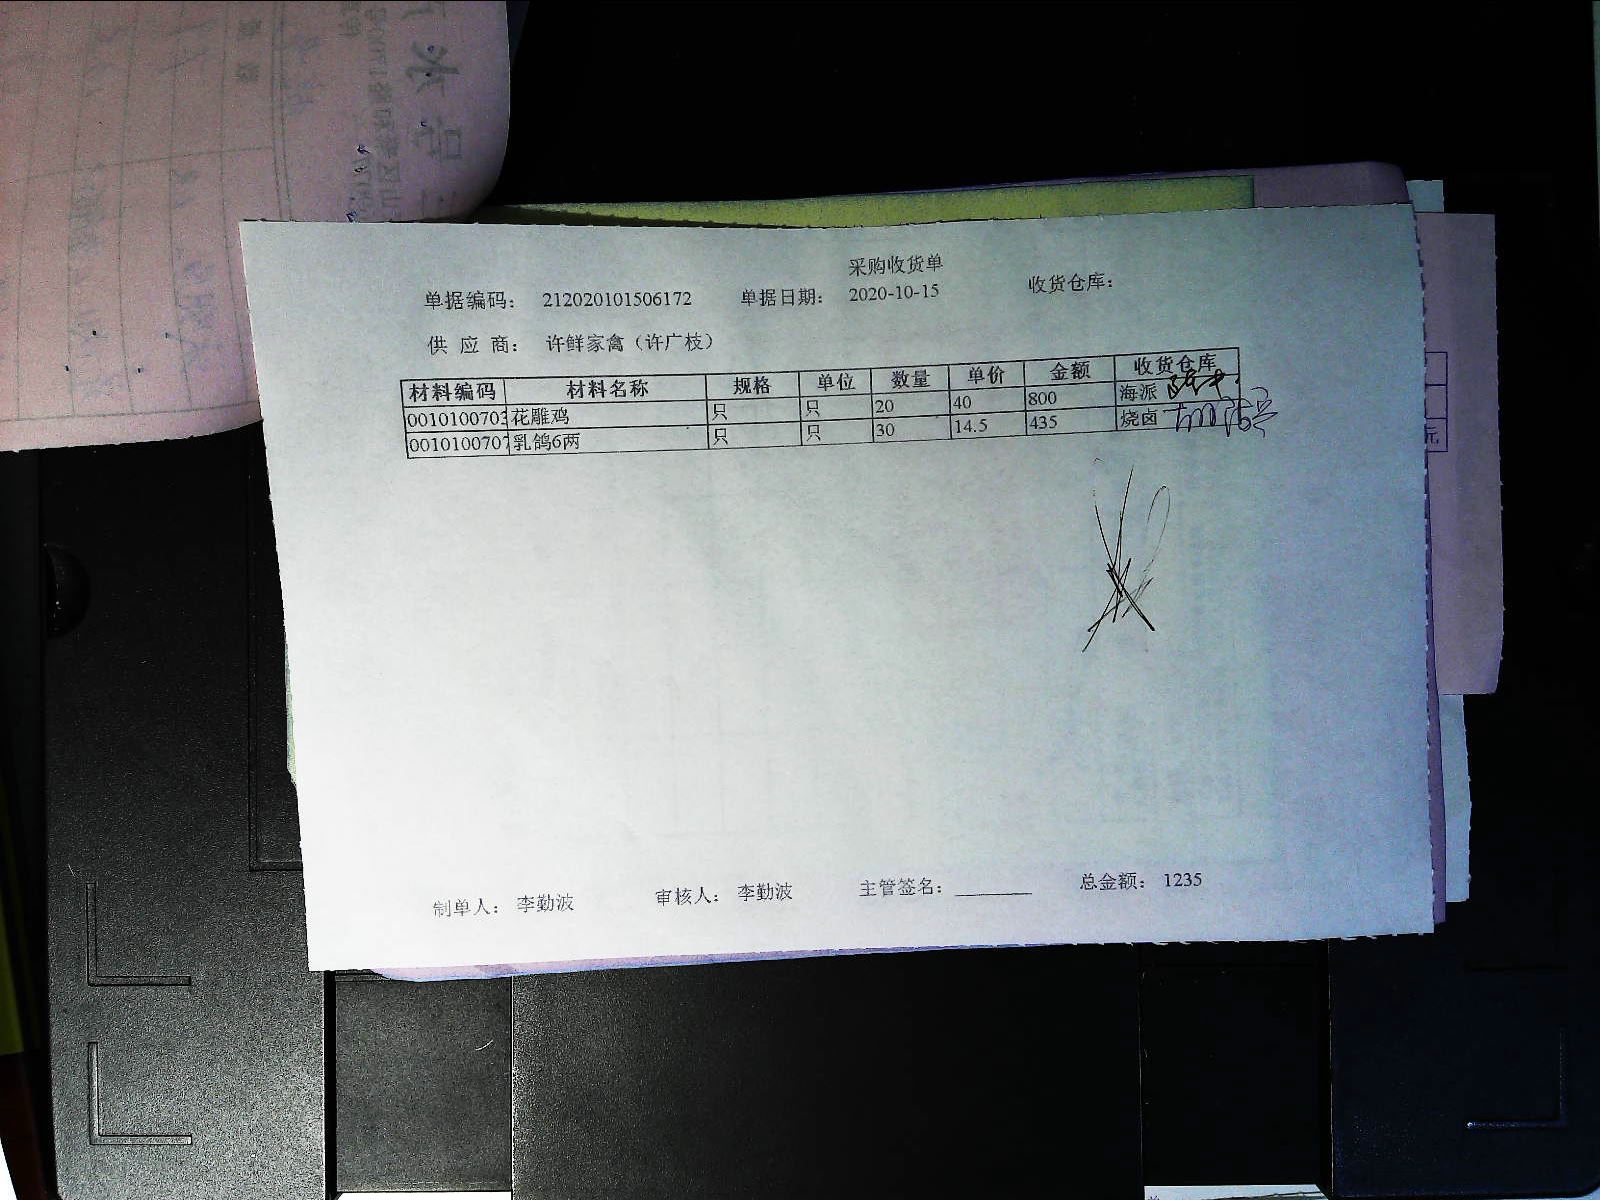 采购收货单
单据编码： 212020101506172 单据日期： 2020-10-15 收货仓库：
供 应 商： 许鲜家禽（许广枝）
材料编码 材料名称 规格 单位 数量 单价 金额 收货仓库
0010100703 花雕鸡 只 只 20 40 800 海派
0010100707 乳鸽6两 只 只 30 14.5 435 烧卤
元
制单人： 李勤波 审核人： 李勤波 主管签名： ________ 总金额： 1235